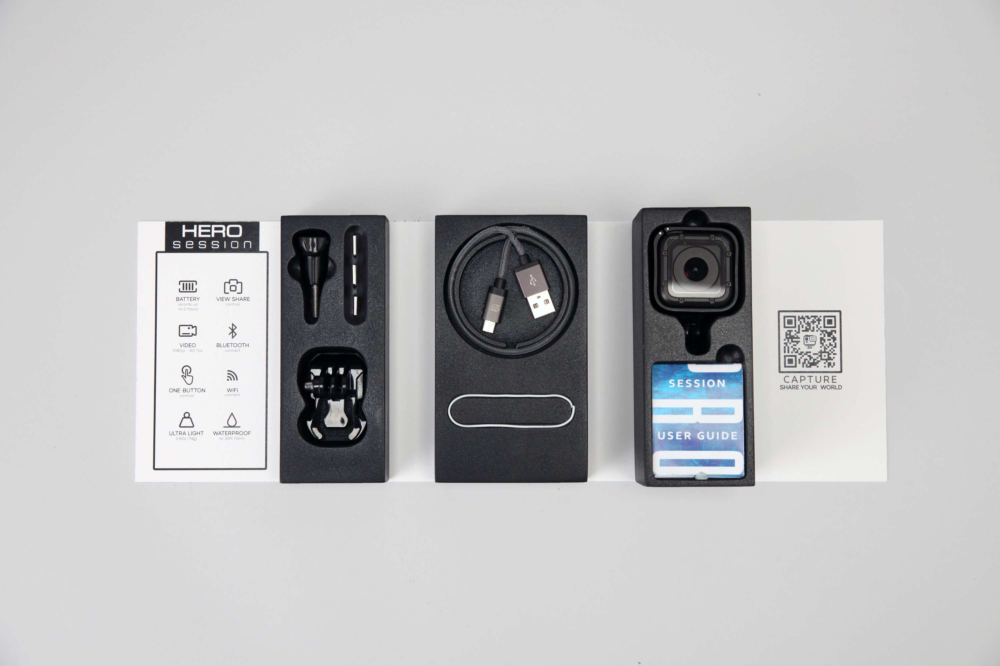 HERO
session
BATTERY
records up
to 2 hours
VIEW SHARE
control
VIDEO
1080p - 60 fps
BLUETOOTH
connect
ONE-BUTTON
control
WIFI
connect
ULTRA LIGHT
2.60z (74g)
WATERPROOF
to 33ft (10m)
SESSION
USER GUIDE
CAPTURE
SHARE YOUR WORLD